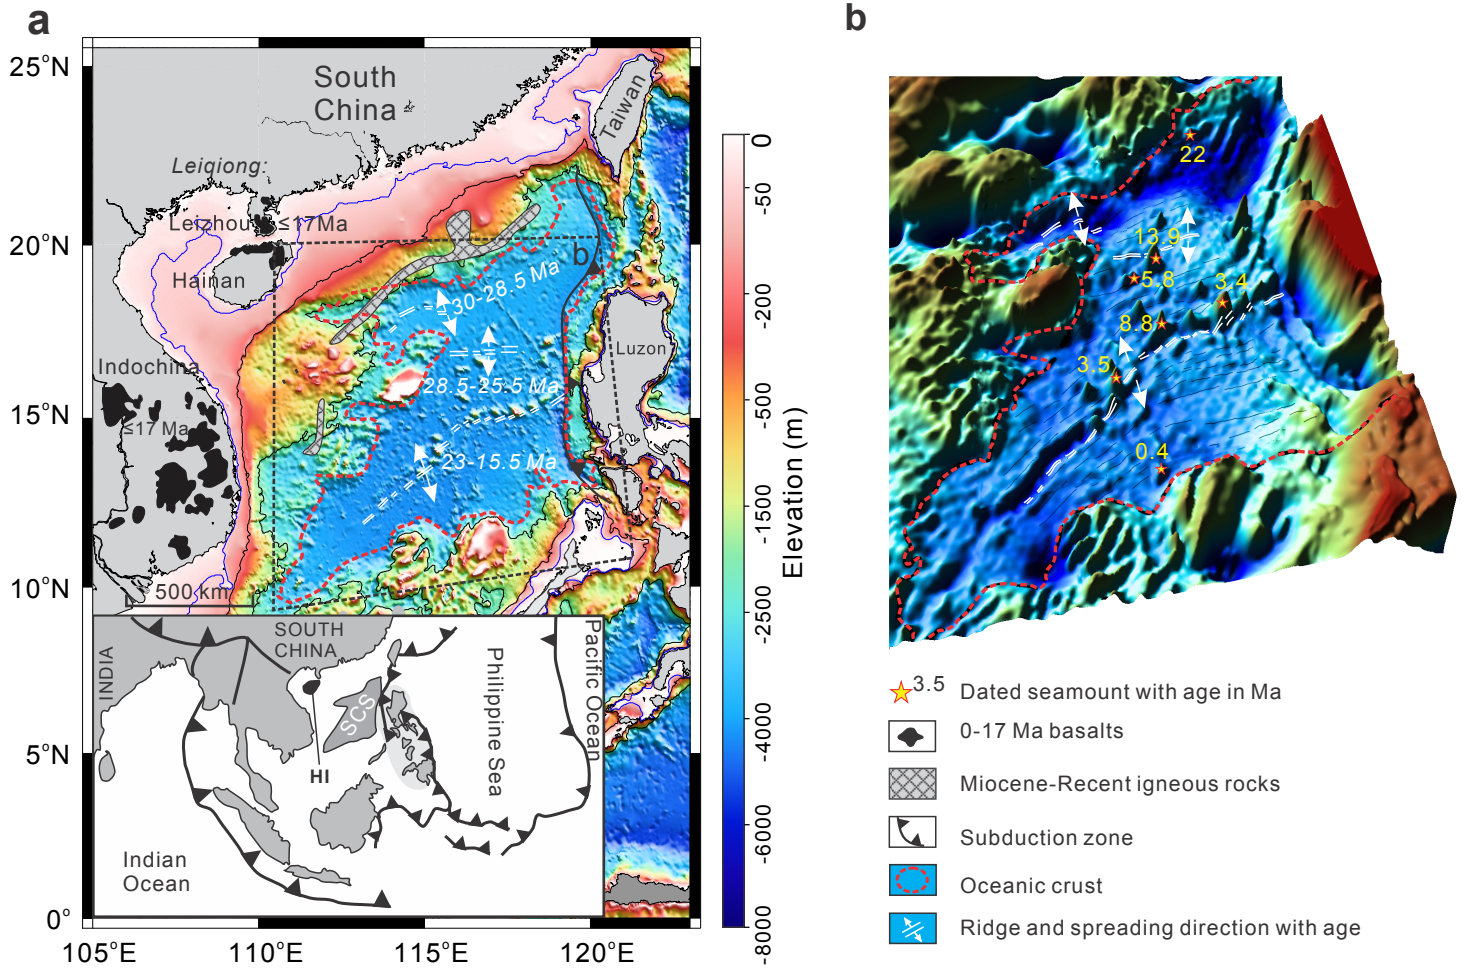 a
25°N
20°N
15°N
10°N
5°N
0°
105°E
110°E
115°E
120°E
South
China
Taiwan
Leiqiong:
Leizhou
≤17 Ma
Hainan
b
30-28.5 Ma
Luzon
Indochina
28.5-25.5 Ma
≤17 Ma
23-15.5 Ma
500 km
INDIA
SOUTH
CHINA
SCS
HI
Philippine Sea
Pacific Ocean
Indian
Ocean
0
-50
-200
-500
-1500
-2500
-4000
-6000
-8000
Elevation (m)
b
22
13.9
5.8
3.4
8.8
3.5
0.4
3.5 Dated seamount with age in Ma
0-17 Ma basalts
Miocene-Recent igneous rocks
Subduction zone
Oceanic crust
Ridge and spreading direction with age